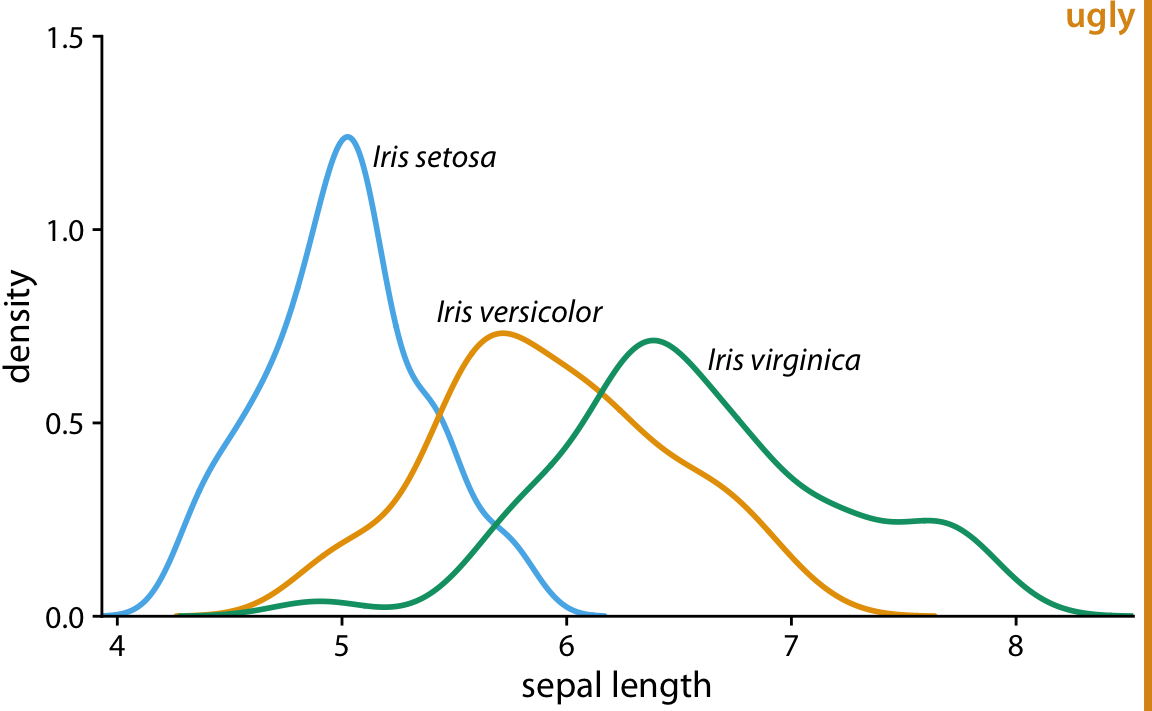 ugly
1.5
1.0
0.5
0.0
density
Iris setosa
Iris versicolor
Iris virginica
4 5 6 7 8
sepal length